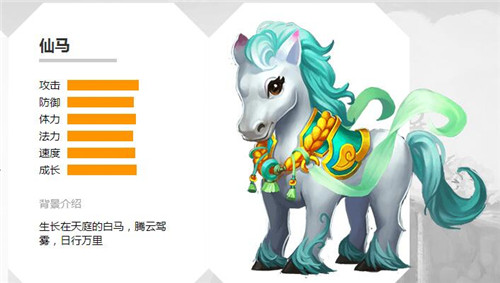 仙马
攻击
防御
体力
法力
速度
成长
背景介绍
生长在天庭的白马，腾云驾
雾，日行万里